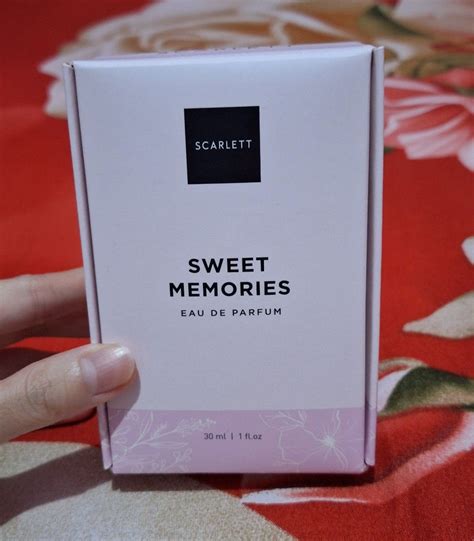 SCARLETT
SWEET
MEMORIES
EAU DE PARFUM
30 ml | 1 fl.oz